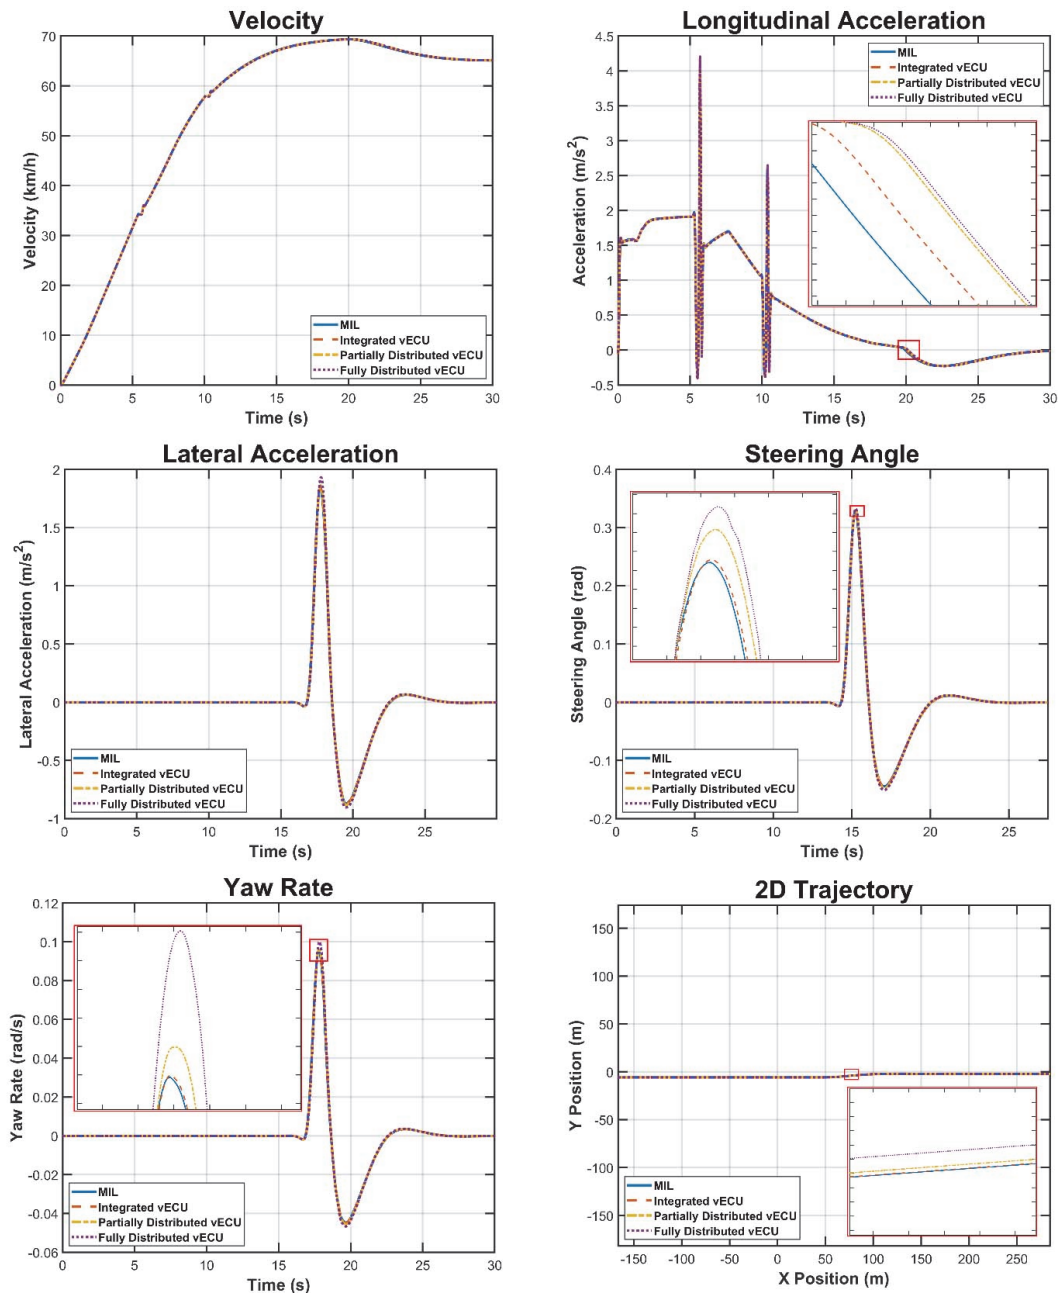 Velocity
70
60
50
40
30
20
10
0
Velocity (km/h)
MIL
Integrated vECU
Partially Distributed vECU
Fully Distributed vECU
0 5 10 15 20 25 30
Time (s)
Longitudinal Acceleration
4.5
4
3.5
3
2.5
2
1.5
1
0.5
0
-0.5
Acceleration (m/s²)
MIL
Integrated vECU
Partially Distributed vECU
Fully Distributed vECU
0 5 10 15 20 25 30
Time (s)
Lateral Acceleration
2
1.5
1
0.5
0
-0.5
-1
Lateral Acceleration (m/s²)
MIL
Integrated vECU
Partially Distributed vECU
Fully Distributed vECU
0 5 10 15 20 25
Time (s)
Steering Angle
0.4
0.3
0.2
0.1
0
-0.1
-0.2
Steering Angle (rad)
MIL
Integrated vECU
Partially Distributed vECU
Fully Distributed vECU
0 5 10 15 20 25
Time (s)
Yaw Rate
0.12
0.1
0.08
0.06
0.04
0.02
0
-0.02
-0.04
-0.06
Yaw Rate (rad/s)
MIL
Integrated vECU
Partially Distributed vECU
Fully Distributed vECU
0 5 10 15 20 25 30
Time (s)
2D Trajectory
150
100
50
0
-50
-100
-150
Y Position (m)
MIL
Integrated vECU
Partially Distributed vECU
Fully Distributed vECU
-150 -100 -50 0 50 100 150 200 250
X Position (m)